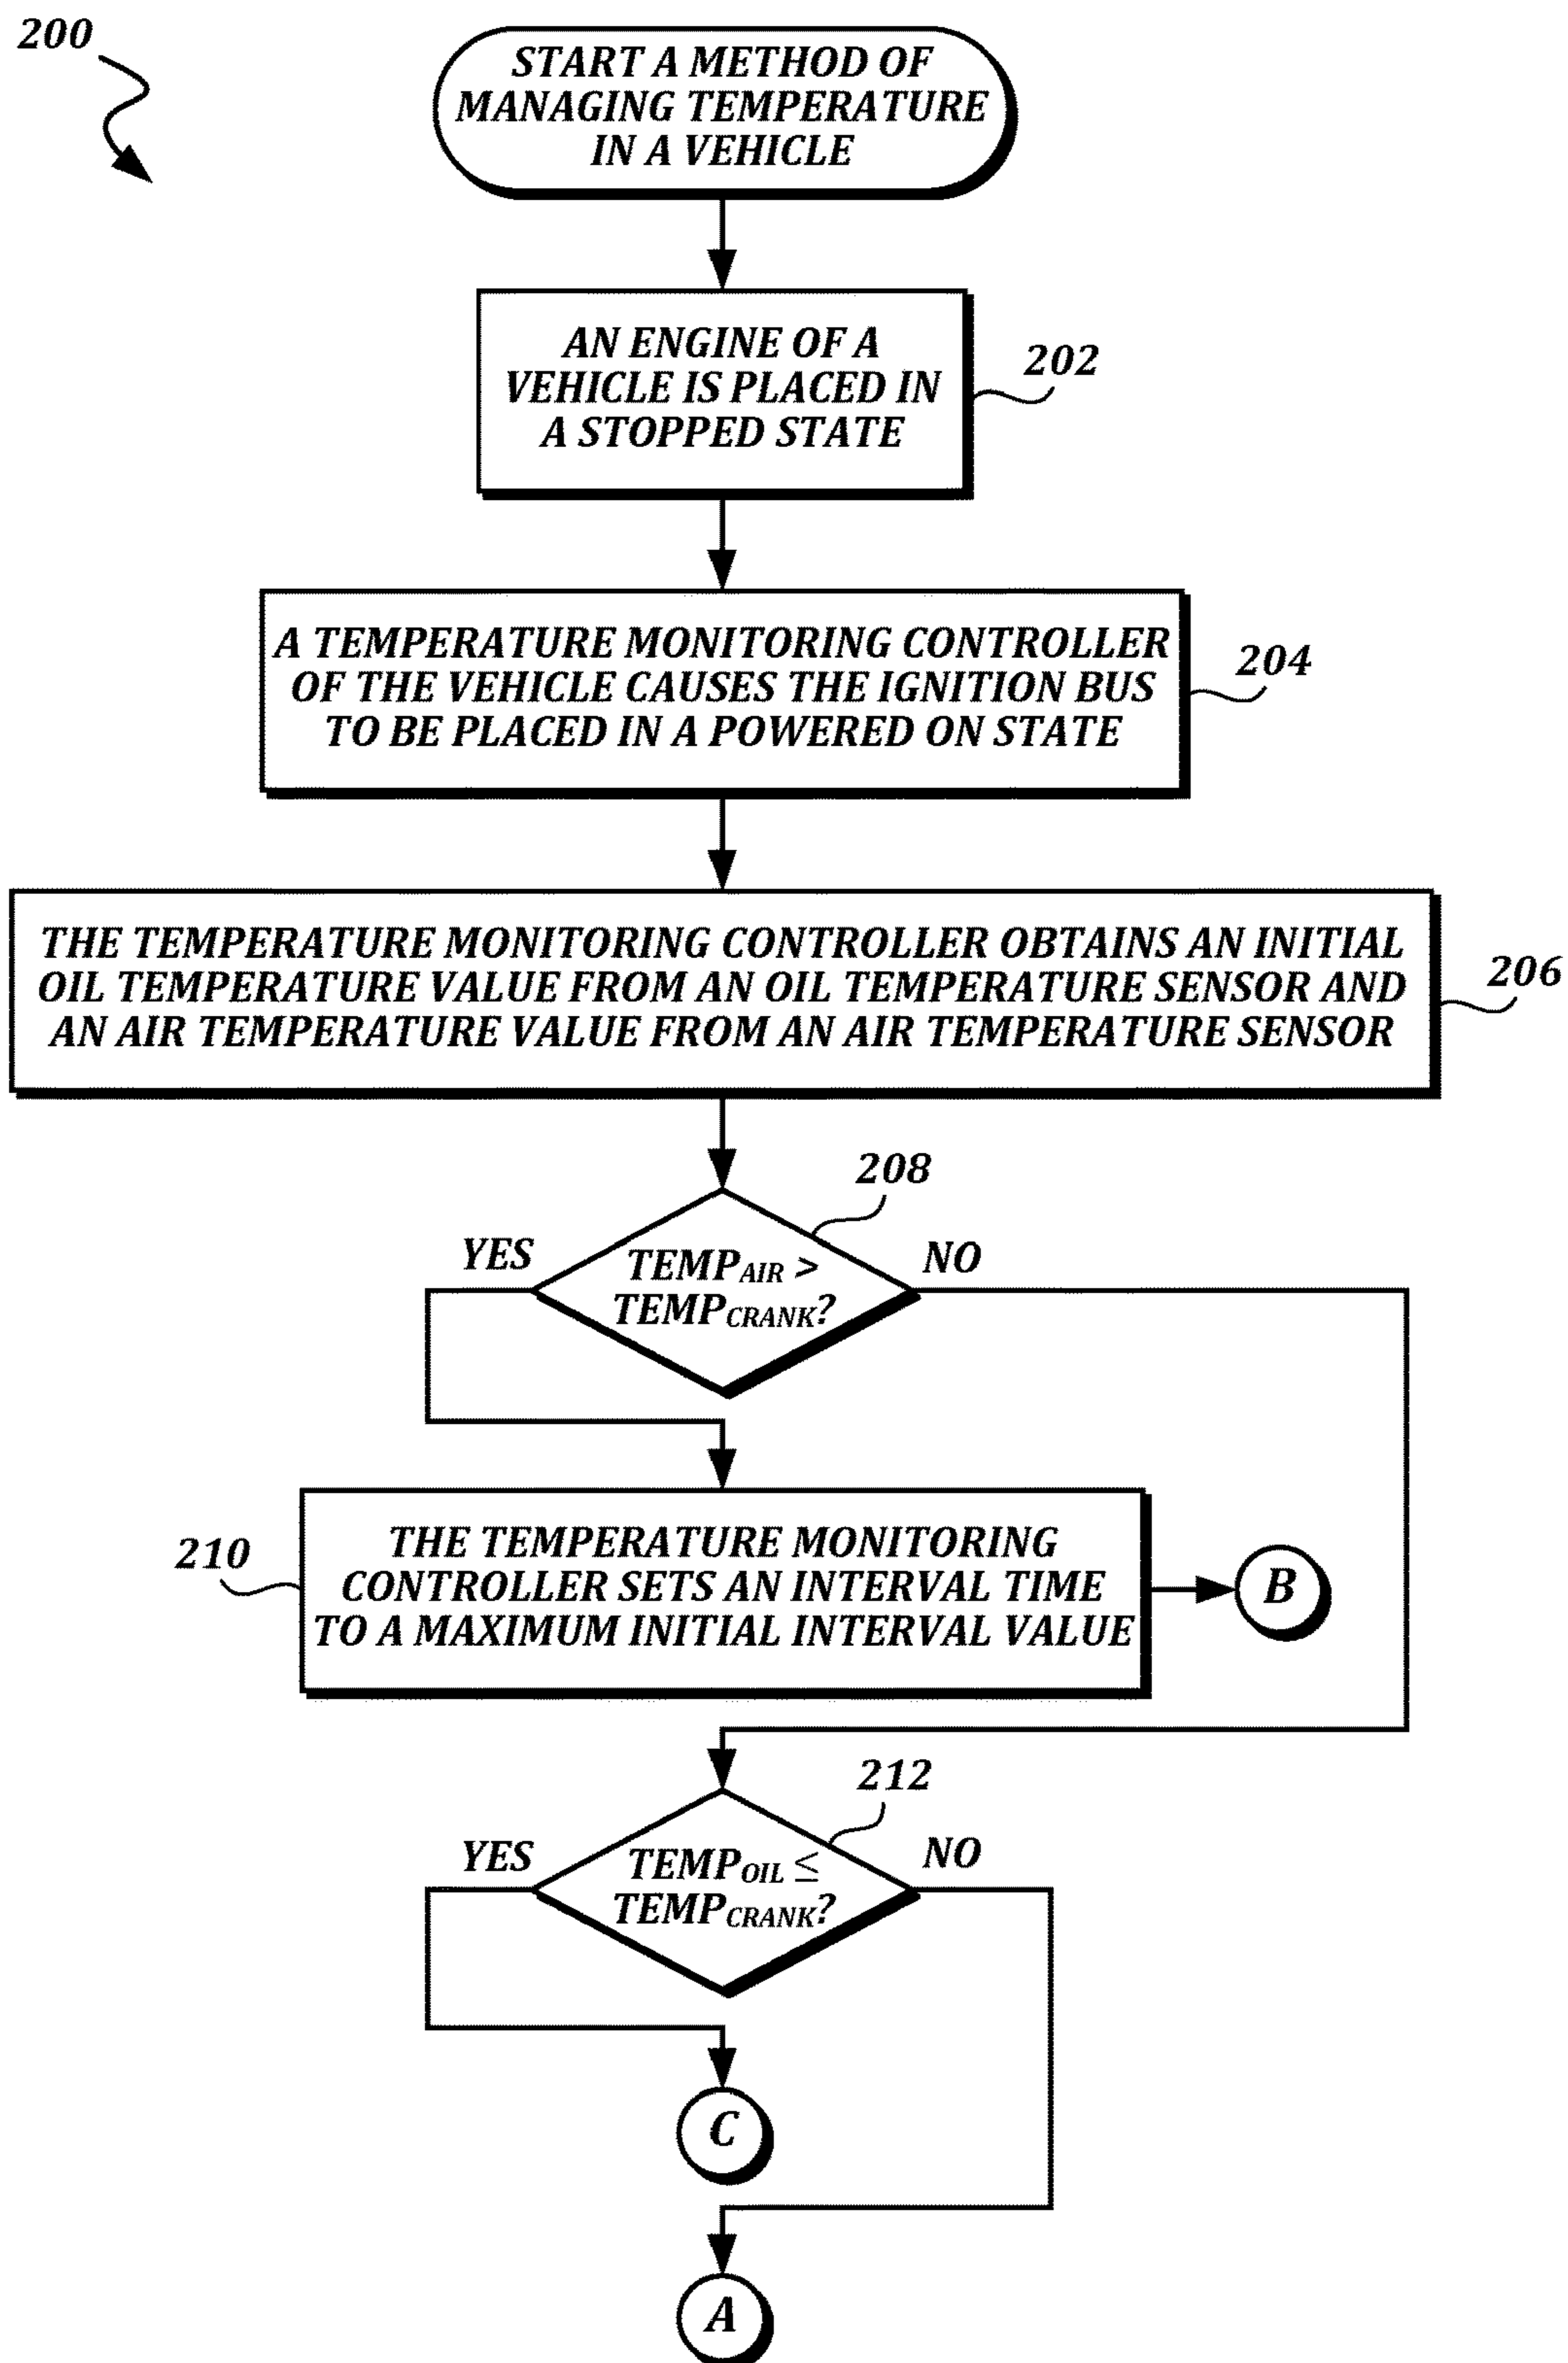 200
START A METHOD OF
MANAGING TEMPERATURE
IN A VEHICLE
AN ENGINE OF A
VEHICLE IS PLACED IN
A STOPPED STATE
202
A TEMPERATURE MONITORING CONTROLLER
OF THE VEHICLE CAUSES THE IGNITION BUS
TO BE PLACED IN A POWERED ON STATE
204
THE TEMPERATURE MONITORING CONTROLLER OBTAINS AN INITIAL
OIL TEMPERATURE VALUE FROM AN OIL TEMPERATURE SENSOR AND
AN AIR TEMPERATURE VALUE FROM AN AIR TEMPERATURE SENSOR
206
208
YES
TEMPAIR >
TEMPCRANK?
NO
210
THE TEMPERATURE MONITORING
CONTROLLER SETS AN INTERVAL TIME
TO A MAXIMUM INITIAL INTERVAL VALUE
B
212
YES
TEMPOIL ≤
TEMPCRANK?
NO
C
A